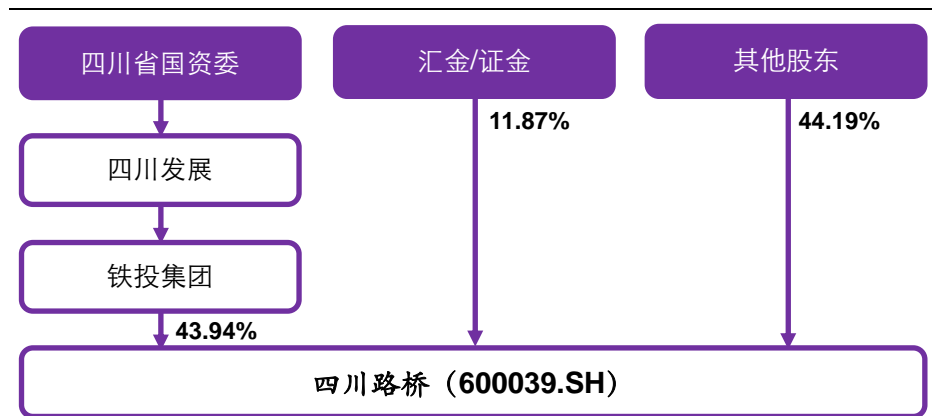 四川省国资委
汇金/证金
其他股东
11.87%
44.19%
四川发展
铁投集团
43.94%
四川路桥（600039.SH）